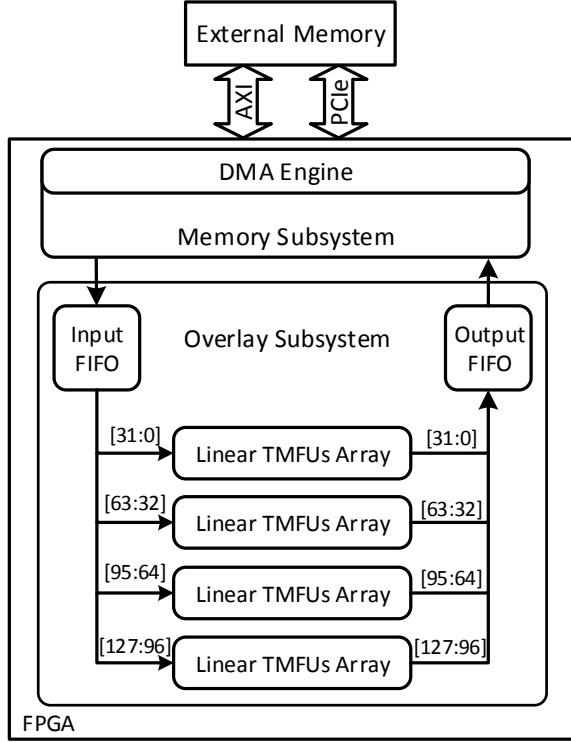 External Memory
AXI
PCIe
DMA Engine
Memory Subsystem
Input
FIFO
Overlay Subsystem
Output
FIFO
[31:0]
Linear TMFUs Array
[31:0]
[63:32]
Linear TMFUs Array
[63:32]
[95:64]
Linear TMFUs Array
[95:64]
[127:96]
Linear TMFUs Array
[127:96]
FPGA